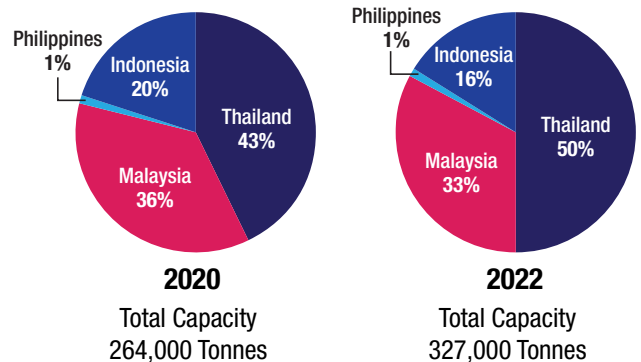 Philippines
1%
Indonesia
20%
Thailand
43%
Malaysia
36%
2020
Total Capacity
264,000 Tonnes
Philippines
1%
Indonesia
16%
Thailand
50%
Malaysia
33%
2022
Total Capacity
327,000 Tonnes